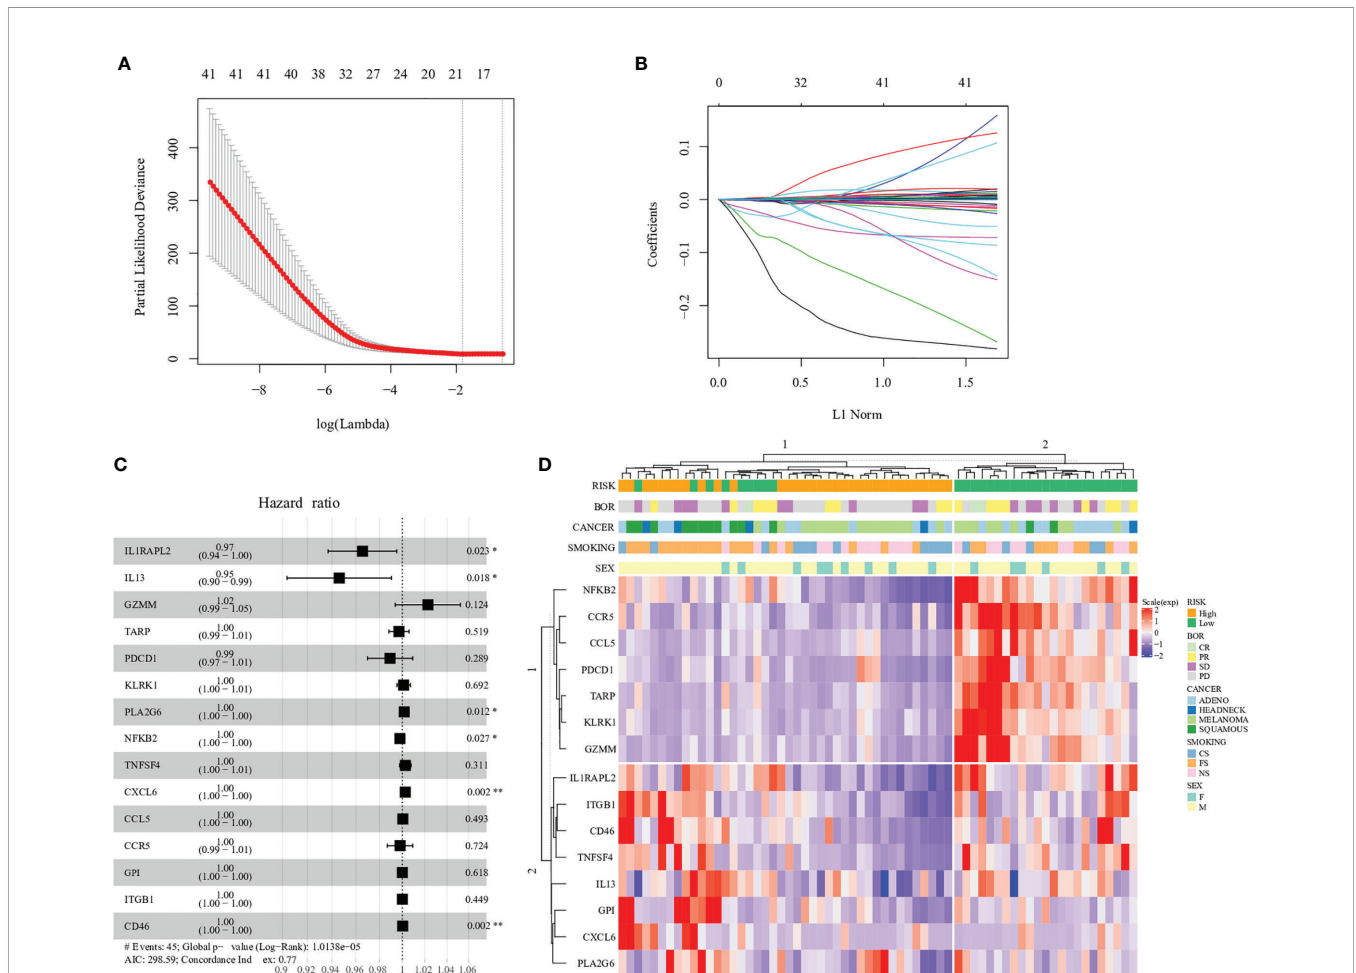 A
41 41 41 40 38 32 27 24 20 21 17
Partial Likelihood Deviance
400
300
200
100
0
−8 −6 −4 −2
log(Lambda)
B
0 32 41 41
Coefficients
0.1
0.0
−0.1
−0.2
0.0 0.5 1.0 1.5
L1 Norm
C
Hazard ratio
IL1RAPL2 0.97 (0.94 − 1.00) 0.023 *
IL13 0.95 (0.90 − 0.99) 0.018 *
GZMM 1.02 (0.99 − 1.05) 0.124
TARP 1.00 (0.99 − 1.01) 0.519
PDCD1 0.99 (0.97 − 1.01) 0.289
KLRK1 1.00 (1.00 − 1.01) 0.692
PLA2G6 1.00 (1.00 − 1.00) 0.012 *
NFKB2 1.00 (1.00 − 1.00) 0.027 *
TNFSF4 1.00 (1.00 − 1.01) 0.311
CXCL6 1.00 (1.00 − 1.00) 0.002 **
CCL5 1.00 (1.00 − 1.00) 0.493
CCR5 1.00 (0.99 − 1.01) 0.724
GPI 1.00 (1.00 − 1.00) 0.618
ITGB1 1.00 (1.00 − 1.00) 0.449
CD46 1.00 (1.00 − 1.00) 0.002 **
# Events: 45; Global p− value (Log−Rank): 1.0138e−05
AIC: 298.59; Concordance Ind ex: 0.77
0.9 0.92 0.94 0.96 0.98 1 1.02 1.04 1.06
D
1 2
RISK
BOR
CANCER
SMOKING
SEX
1
2
NFKB2
CCR5
CCL5
PDCD1
TARP
KLRK1
GZMM
IL1RAPL2
ITGB1
CD46
TNFSF4
IL13
GPI
CXCL6
PLA2G6
Scale(exp)
2
1
0
−1
−2
RISK
High
Low
BOR
CR
PR
SD
PD
CANCER
ADENO
HEADNECK
MELANOMA
SQUAMOUS
SMOKING
CS
FS
NS
SEX
F
M